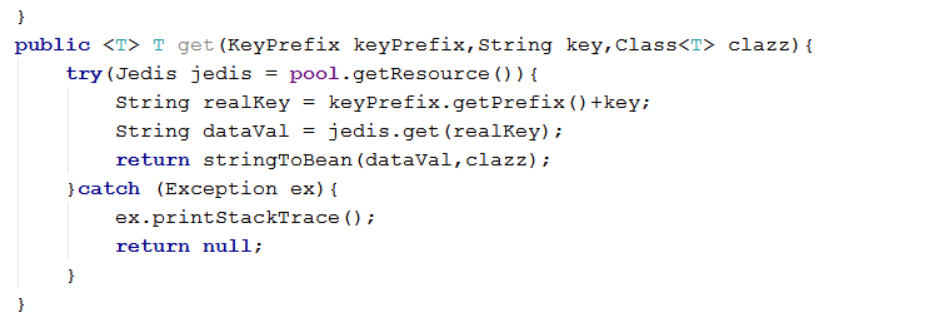 }
public <T> T get(KeyPrefix keyPrefix,String key,Class<T> clazz){
    try(Jedis jedis = pool.getResource()){
        String realKey = keyPrefix.getPrefix()+key;
        String dataVal = jedis.get(realKey);
        return stringToBean(dataVal,clazz);
    }catch (Exception ex){
        ex.printStackTrace();
        return null;
    }
}